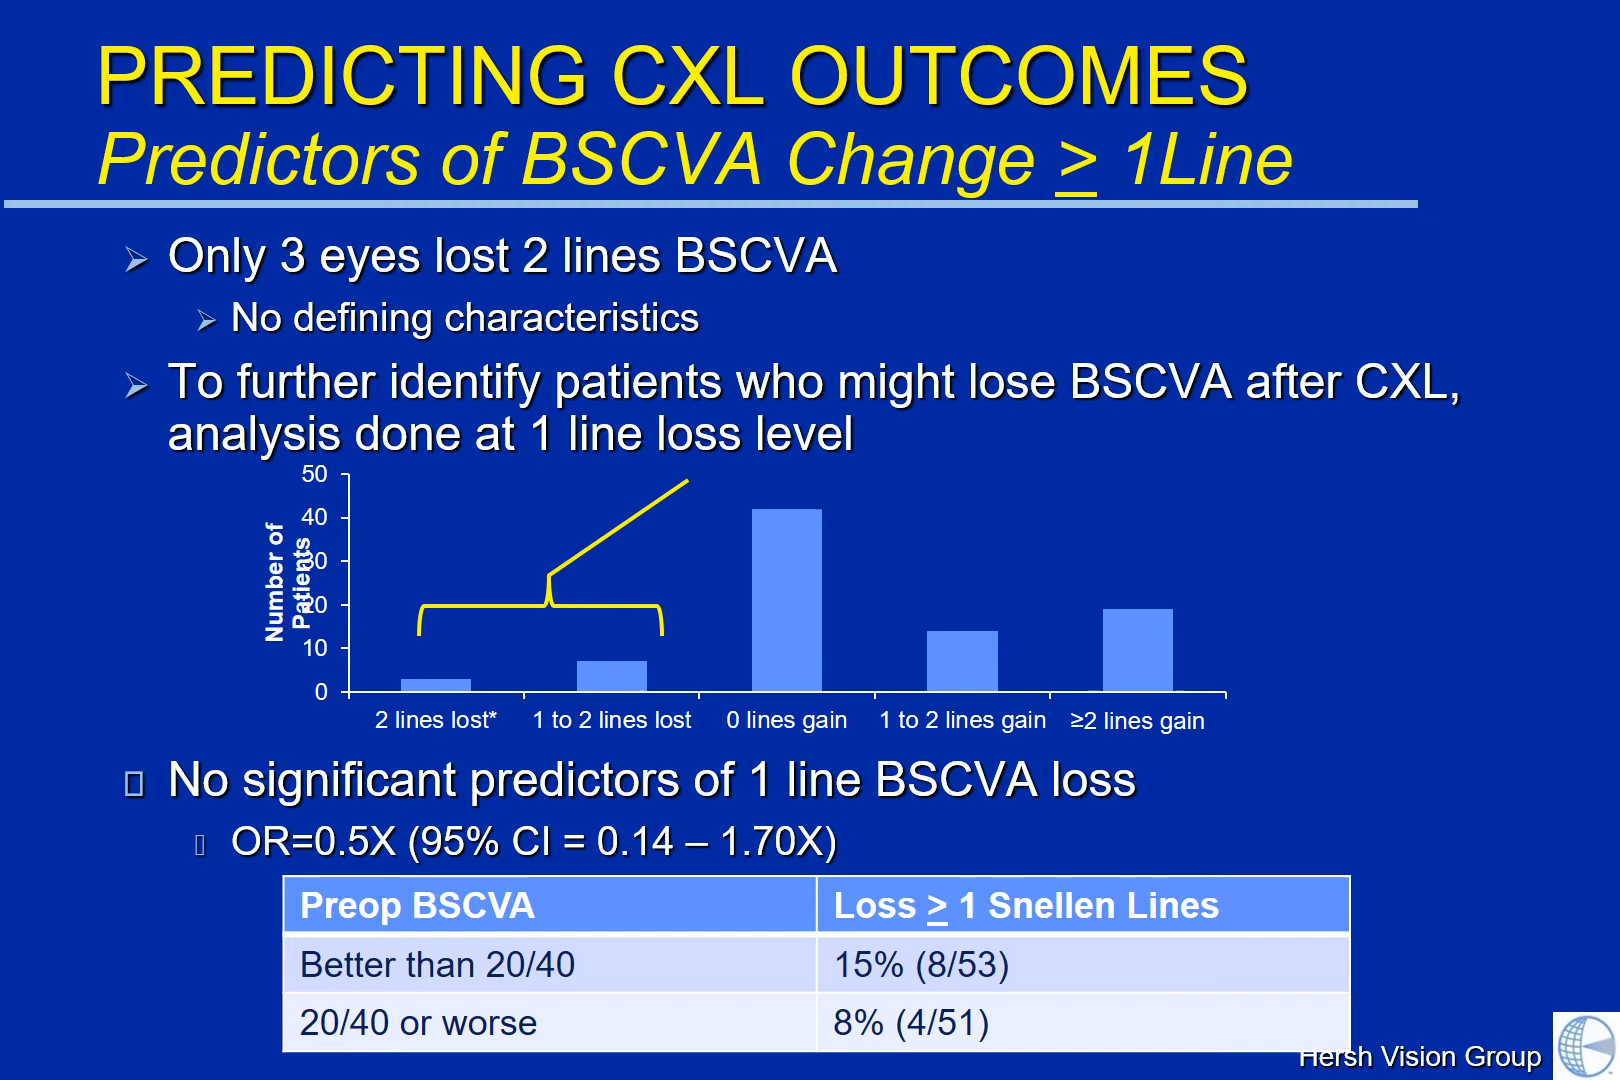 PREDICTING CXL OUTCOMES
Predictors of BSCVA Change ≥ 1Line
Only 3 eyes lost 2 lines BSCVA
No defining characteristics
To further identify patients who might lose BSCVA after CXL,
analysis done at 1 line loss level
Number of
Patients
50
40
30
20
10
0
2 lines lost*
1 to 2 lines lost
0 lines gain
1 to 2 lines gain
≥2 lines gain
No significant predictors of 1 line BSCVA loss
OR=0.5X (95% CI = 0.14 – 1.70X)
Preop BSCVA
Loss ≥ 1 Snellen Lines
Better than 20/40
15% (8/53)
20/40 or worse
8% (4/51)
Hersh Vision Group